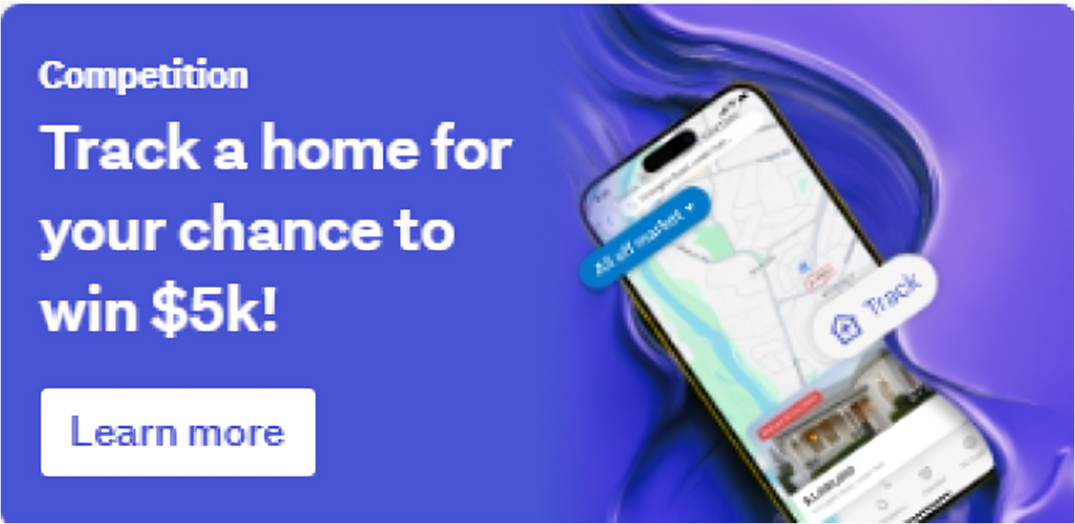 Competition
Track a home for
your chance to
win $5k!
Learn more
All off market
Track